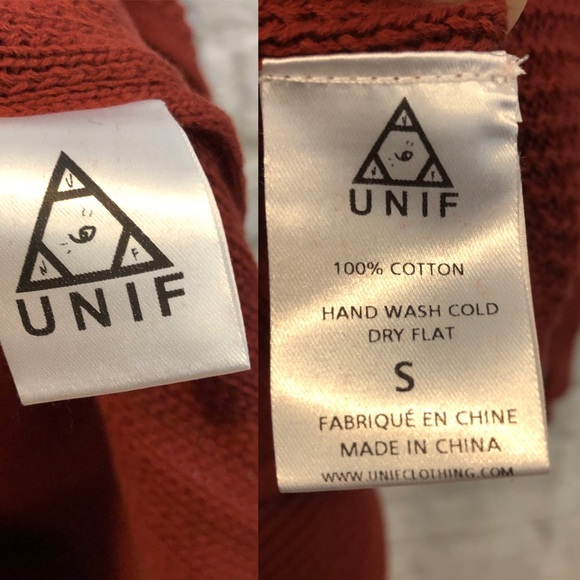 U
N F
UNIF
U
N F
UNIF
100% COTTON
HAND WASH COLD
DRY FLAT
S
FABRIQUÉ EN CHINE
MADE IN CHINA
WWW.UNIFCLOTHING.COM